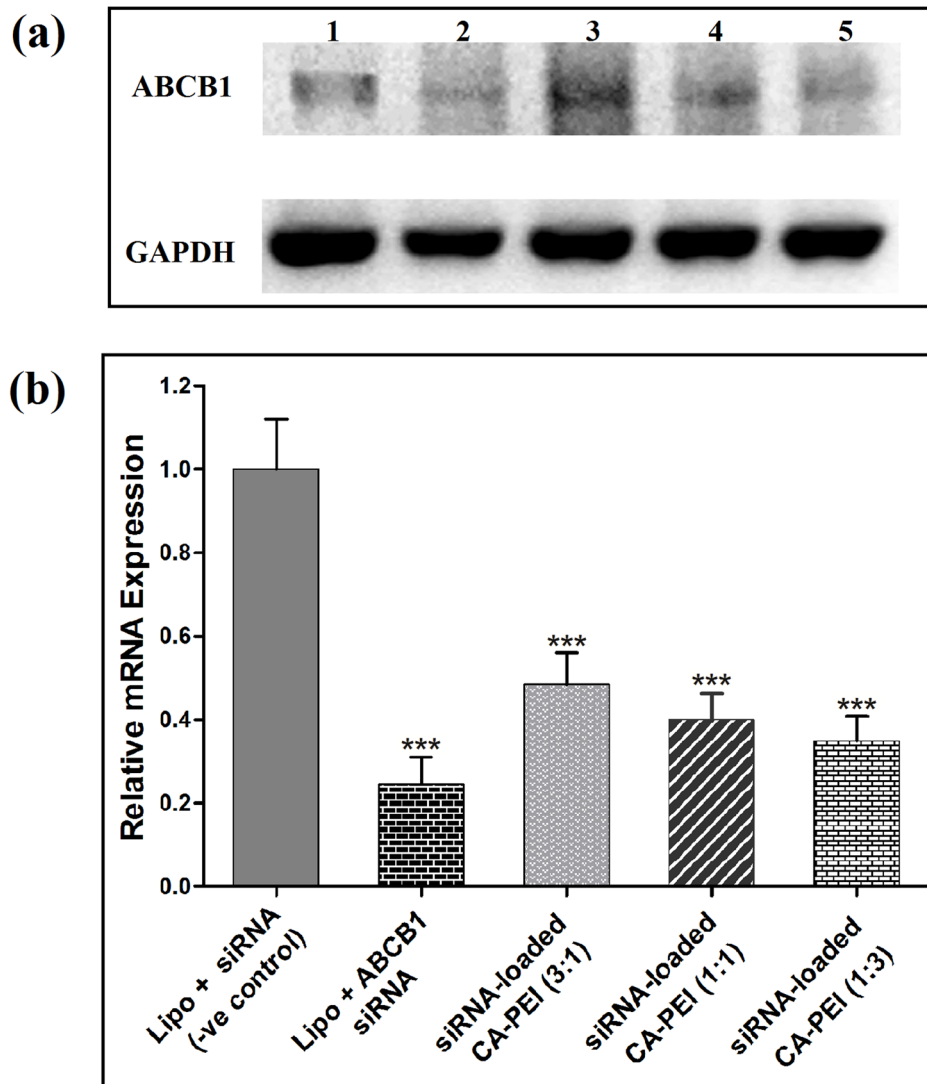 (a)
1 2 3 4 5
ABCB1
GAPDH
(b)
Relative mRNA Expression
1.2
1.0
0.8
0.6
0.4
0.2
0.0
***
***
***
***
Lipo + siRNA
(-ve control)
Lipo + ABCB1
siRNA
siRNA-loaded
CA-PEI (3:1)
siRNA-loaded
CA-PEI (1:1)
siRNA-loaded
CA-PEI (1:3)